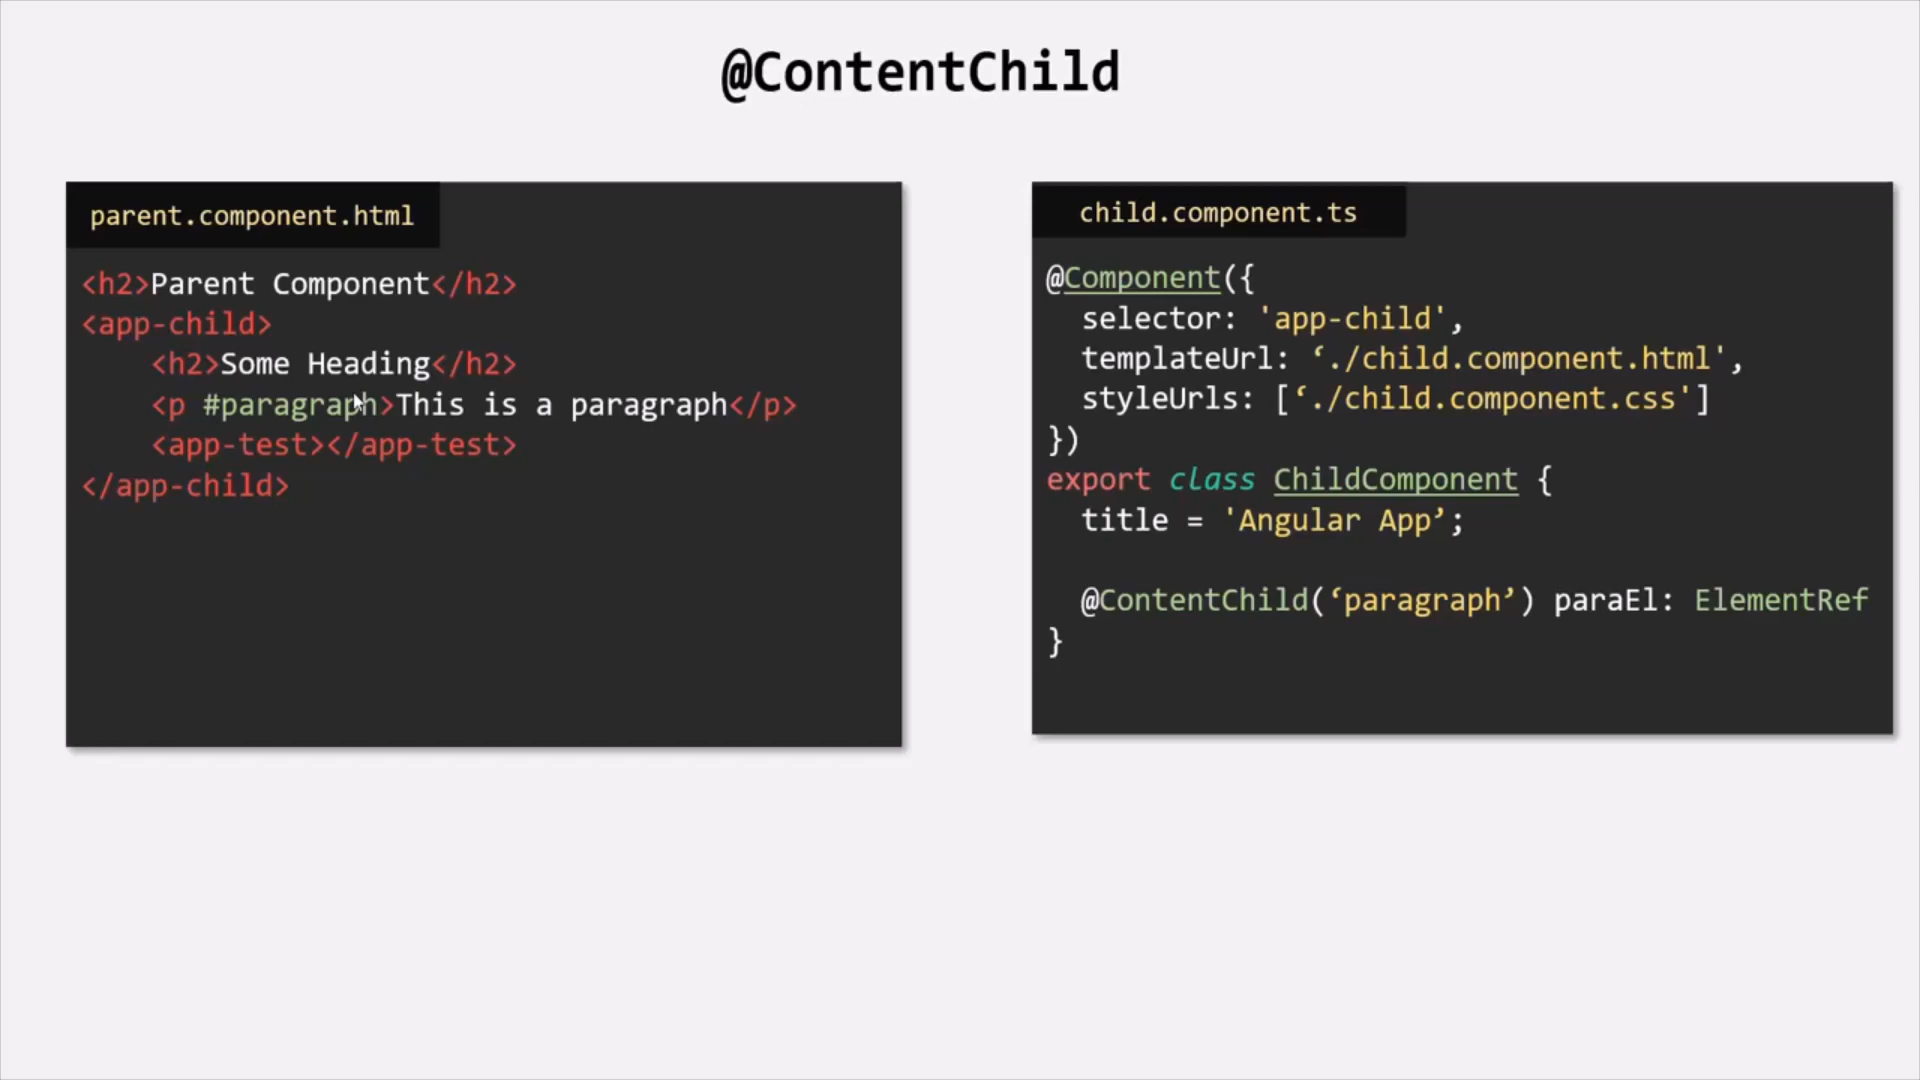 @ContentChild
parent.component.html
<h2>Parent Component</h2>
<app-child>
<h2>Some Heading</h2>
<p #paragraph>This is a paragraph</p>
<app-test></app-test>
</app-child>
child.component.ts
@Component({
selector: 'app-child',
templateUrl: ‘./child.component.html',
styleUrls: [‘./child.component.css']
})
export class ChildComponent {
title = 'Angular App’;
@ContentChild(‘paragraph’) paraEl: ElementRef
}